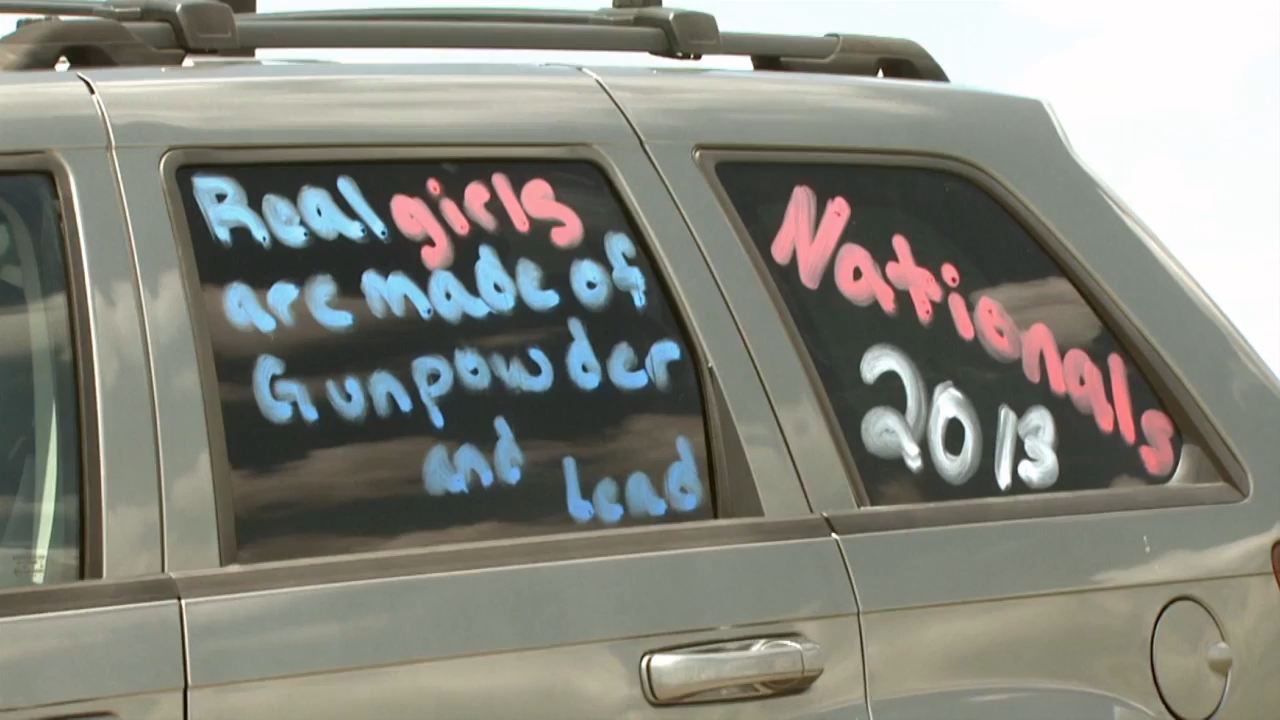 Real girls
are made of
Gunpowder
and
Lead
Nationals
2013